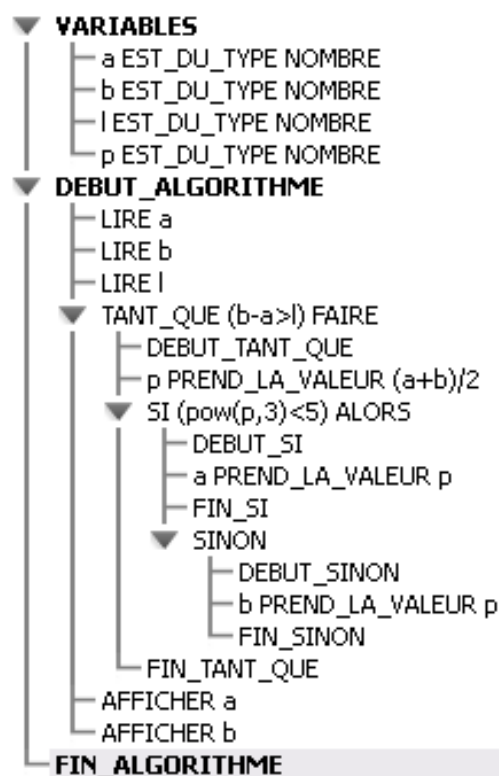 VARIABLES
a EST_DU_TYPE NOMBRE
b EST_DU_TYPE NOMBRE
l EST_DU_TYPE NOMBRE
p EST_DU_TYPE NOMBRE
DEBUT_ALGORITHME
LIRE a
LIRE b
LIRE l
TANT_QUE (b-a>l) FAIRE
DEBUT_TANT_QUE
p PREND_LA_VALEUR (a+b)/2
SI (pow(p,3)<5) ALORS
DEBUT_SI
a PREND_LA_VALEUR p
FIN_SI
SINON
DEBUT_SINON
b PREND_LA_VALEUR p
FIN_SINON
FIN_TANT_QUE
AFFICHER a
AFFICHER b
FIN_ALGORITHME